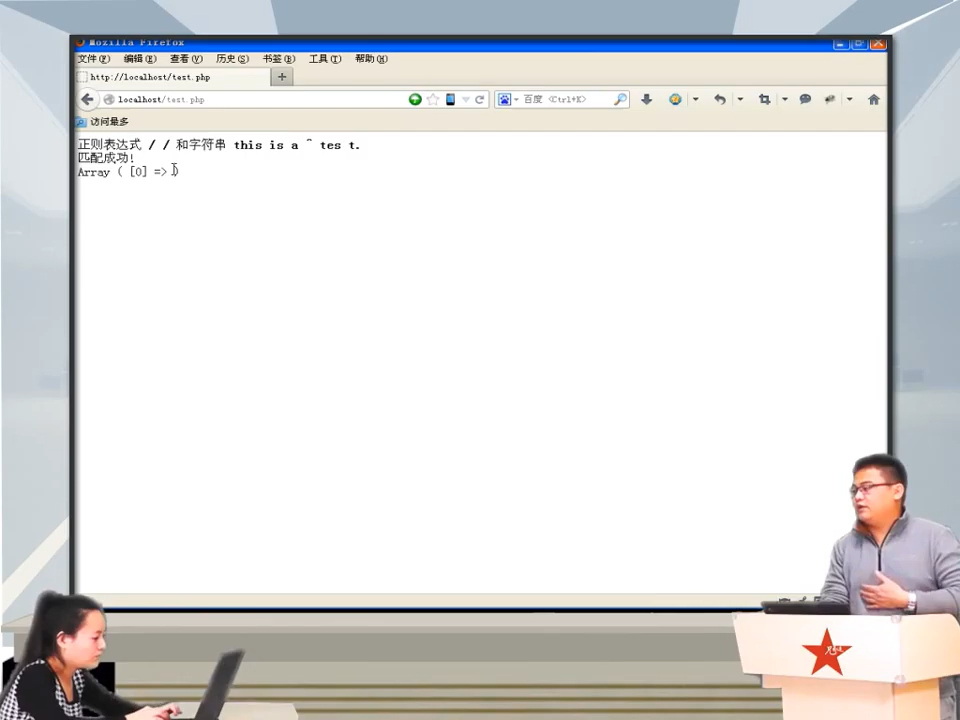 Mozilla Firefox
文件(F) 编辑(E) 查看(V) 历史(S) 书签(B) 工具(T) 帮助(H)
http://localhost/test.php +
localhost/test.php 百度 <Ctrl+K>
访问最多
正则表达式 / / 和字符串 this is a ^ tes t.
匹配成功!
Array ( [0] => )